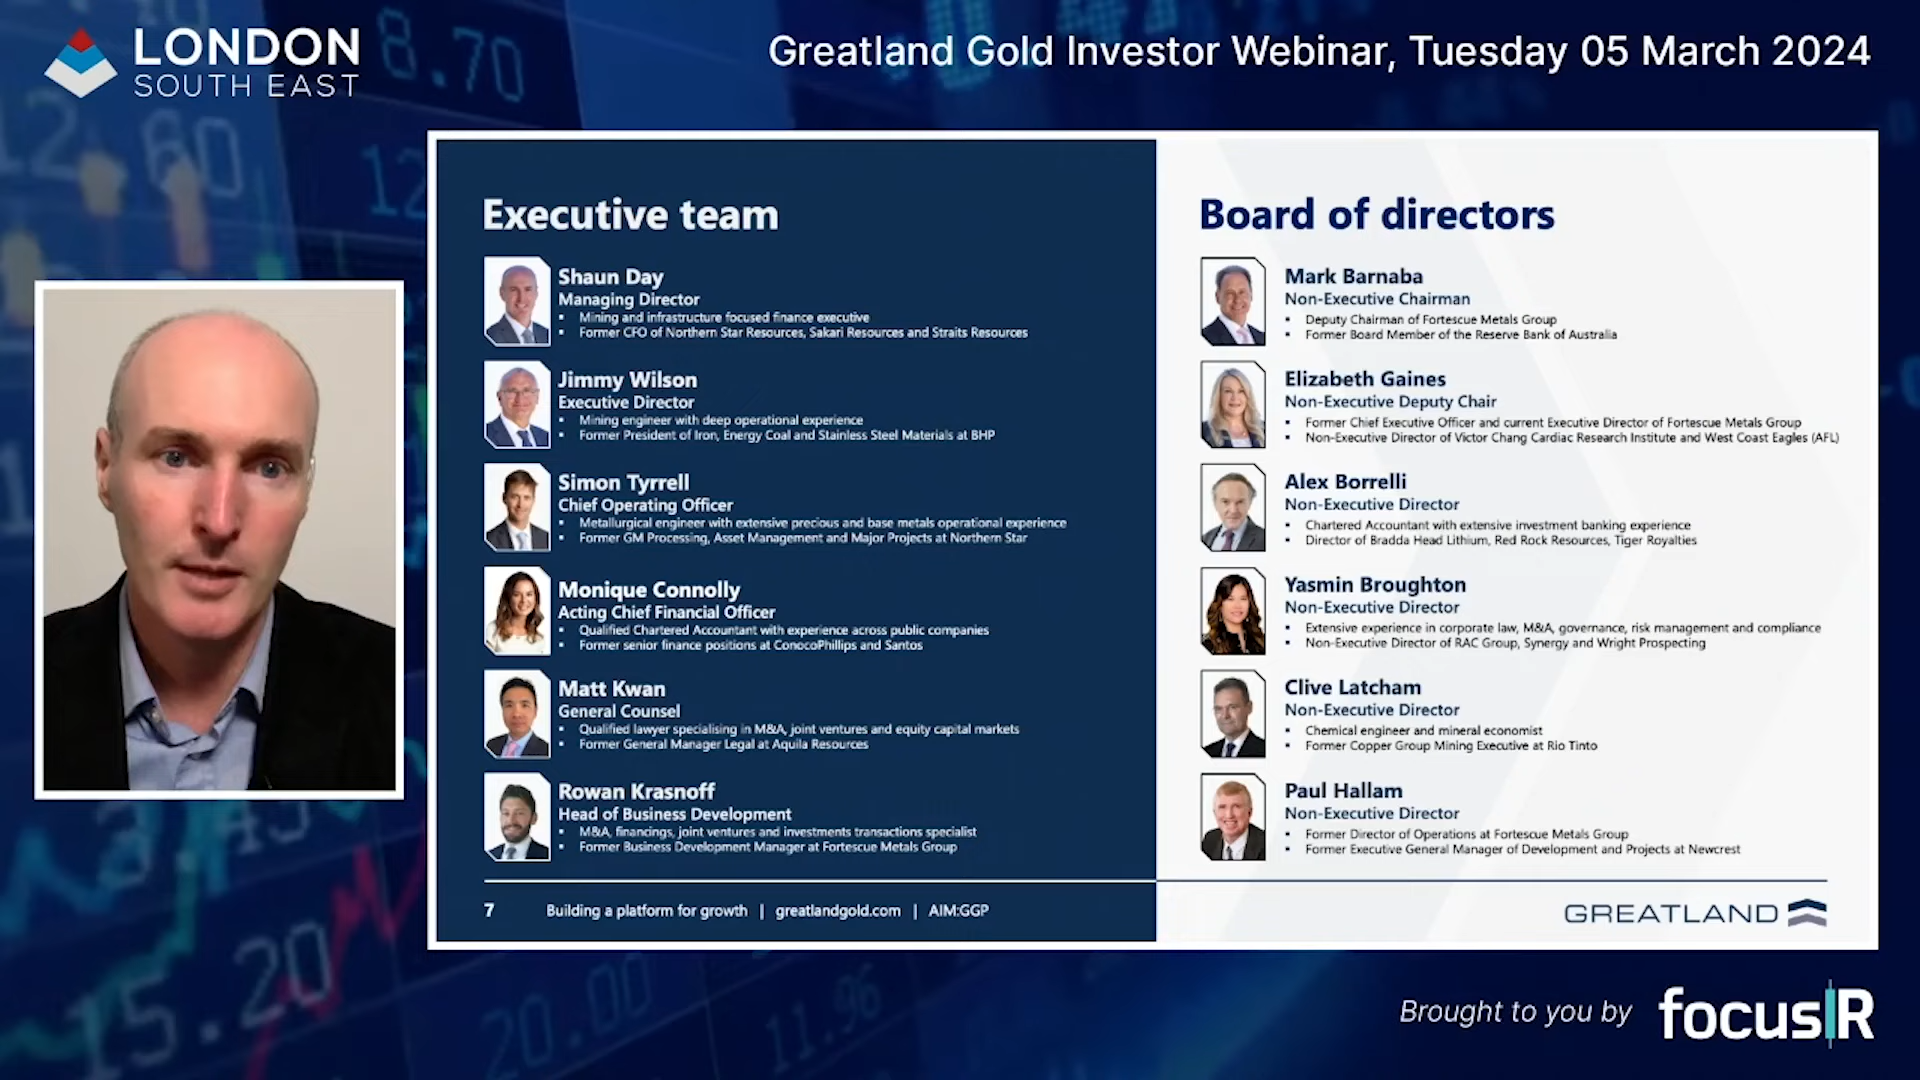 LONDON
SOUTH EAST
Greatland Gold Investor Webinar, Tuesday 05 March 2024
8.70
12
60
12
Executive team
Shaun Day
Managing Director
▪ Mining and infrastructure focused finance executive
▪ Former CFO of Northern Star Resources, Sakari Resources and Straits Resources
Jimmy Wilson
Executive Director
▪ Mining engineer with deep operational experience
▪ Former President of Iron, Energy Coal and Stainless Steel Materials at BHP
Simon Tyrrell
Chief Operating Officer
▪ Metallurgical engineer with extensive precious and base metals operational experience
▪ Former GM Processing, Asset Management and Major Projects at Northern Star
Monique Connolly
Acting Chief Financial Officer
▪ Qualified Chartered Accountant with experience across public companies
▪ Former senior finance positions at ConocoPhillips and Santos
Matt Kwan
General Counsel
▪ Qualified lawyer specialising in M&A, joint ventures and equity capital markets
▪ Former General Manager Legal at Aquila Resources
Rowan Krasnoff
Head of Business Development
▪ M&A, financings, joint ventures and investments transactions specialist
▪ Former Business Development Manager at Fortescue Metals Group
Board of directors
Mark Barnaba
Non-Executive Chairman
▪ Deputy Chairman of Fortescue Metals Group
▪ Former Board Member of the Reserve Bank of Australia
Elizabeth Gaines
Non-Executive Deputy Chair
▪ Former Chief Executive Officer and current Executive Director of Fortescue Metals Group
▪ Non-Executive Director of Victor Chang Cardiac Research Institute and West Coast Eagles (AFL)
Alex Borrelli
Non-Executive Director
▪ Chartered Accountant with extensive investment banking experience
▪ Director of Bradda Head Lithium, Red Rock Resources, Tiger Royalties
Yasmin Broughton
Non-Executive Director
▪ Extensive experience in corporate law, M&A, governance, risk management and compliance
▪ Non-Executive Director of RAC Group, Synergy and Wright Prospecting
Clive Latcham
Non-Executive Director
▪ Chemical engineer and mineral economist
▪ Former Copper Group Mining Executive at Rio Tinto
Paul Hallam
Non-Executive Director
▪ Former Director of Operations at Fortescue Metals Group
▪ Former Executive General Manager of Development and Projects at Newcrest
7 Building a platform for growth | greatlandgold.com | AIM:GGP
GREATLAND
15.20
20.00
11.96
Brought to you by focusIR